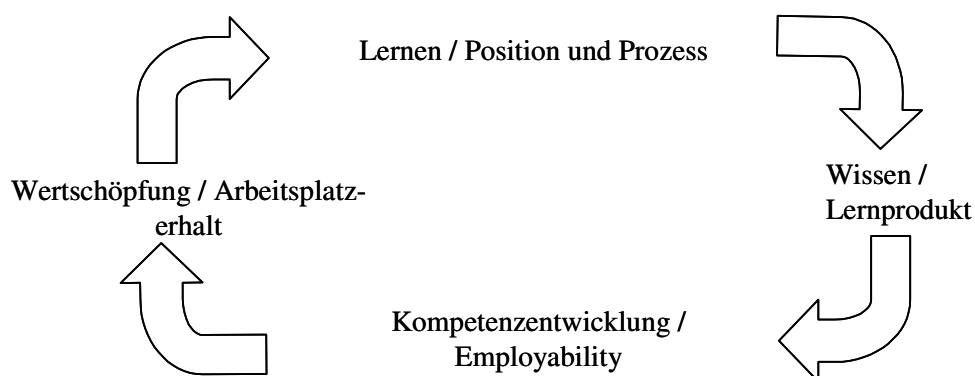 Lernen / Position und Prozess
Wertschöpfung / Arbeitsplatz-
erhalt
Wissen /
Lernprodukt
Kompetenzentwicklung /
Employability